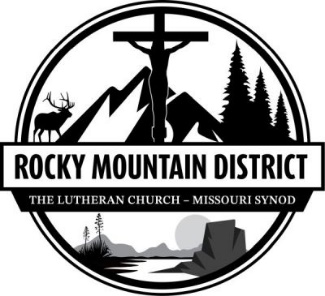 ROCKY MOUNTAIN DISTRICT
THE LUTHERAN CHURCH – MISSOURI SYNOD